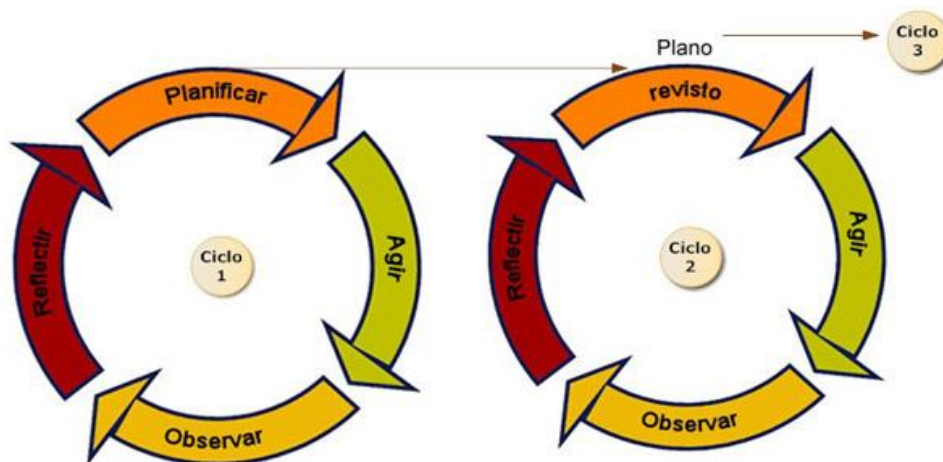 Planificar
Agir
Observar
Reflectir
Ciclo
1
Plano
revisto
Agir
Observar
Reflectir
Ciclo
2
Ciclo
3